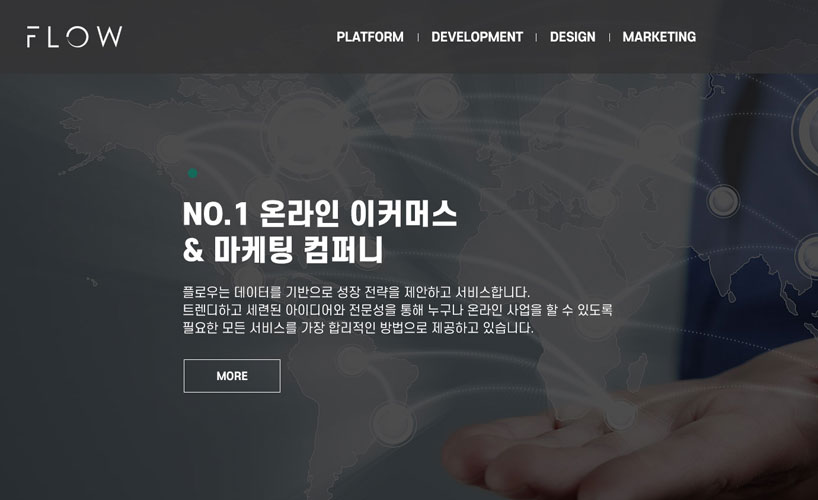 FLOW
PLATFORM | DEVELOPMENT | DESIGN | MARKETING
NO.1 온라인 이커머스
& 마케팅 컴퍼니
플로우는 데이터를 기반으로 성장 전략을 제안하고 서비스합니다.
트렌디하고 세련된 아이디어와 전문성을 통해 누구나 온라인 사업을 할 수 있도록
필요한 모든 서비스를 가장 합리적인 방법으로 제공하고 있습니다.
MORE